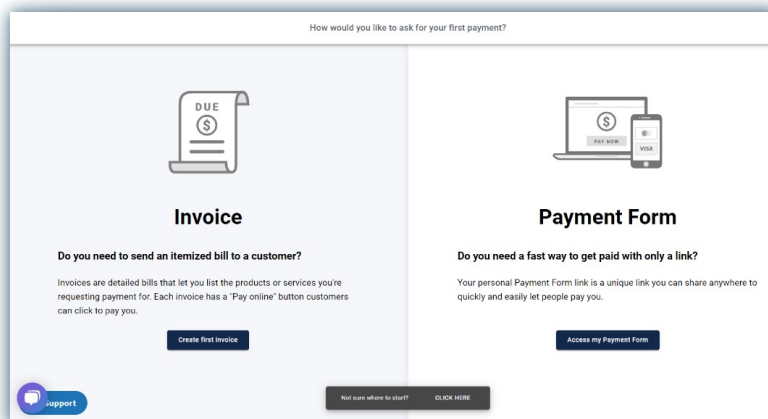 How would you like to ask for your first payment?
DUE
$
Invoice
Do you need to send an itemized bill to a customer?
Invoices are detailed bills that let you list the products or services you're
requesting payment for. Each invoice has a "Pay online" button customers
can click to pay you.
Create first invoice
$
PAY NOW
VISA
Payment Form
Do you need a fast way to get paid with only a link?
Your personal Payment Form link is a unique link you can share anywhere to
quickly and easily let people pay you.
Access my Payment Form
Support
Not sure where to start? CLICK HERE